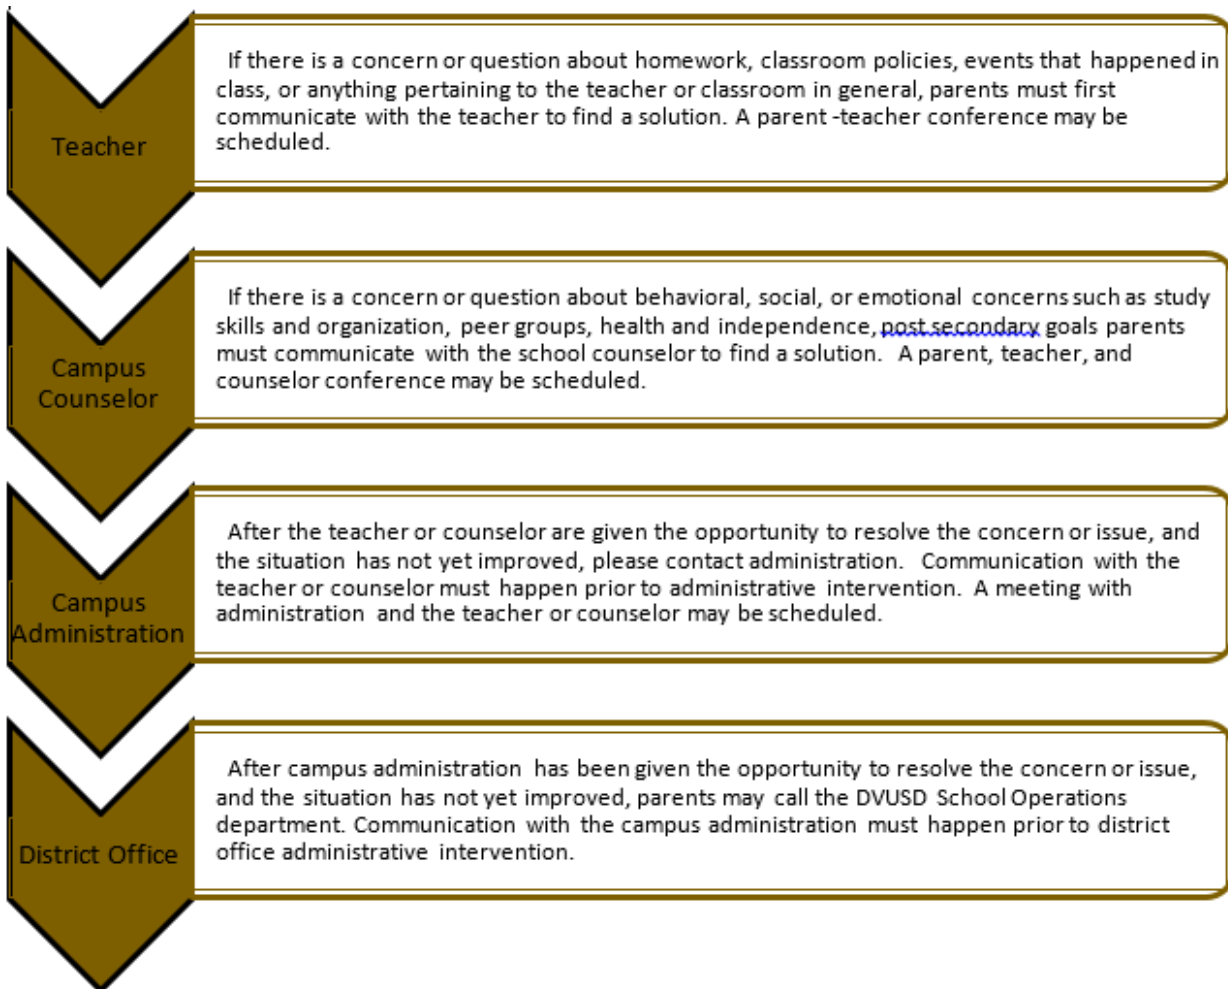 Teacher
If there is a concern or question about homework, classroom policies, events that happened in
class, or anything pertaining to the teacher or classroom in general, parents must first
communicate with the teacher to find a solution. A parent -teacher conference may be
scheduled.
Campus
Counselor
If there is a concern or question about behavioral, social, or emotional concerns such as study
skills and organization, peer groups, health and independence, post secondary goals parents
must communicate with the school counselor to find a solution. A parent, teacher, and
counselor conference may be scheduled.
Campus
Administration
After the teacher or counselor are given the opportunity to resolve the concern or issue, and
the situation has not yet improved, please contact administration. Communication with the
teacher or counselor must happen prior to administrative intervention. A meeting with
administration and the teacher or counselor may be scheduled.
District Office
After campus administration has been given the opportunity to resolve the concern or issue,
and the situation has not yet improved, parents may call the DVUSD School Operations
department. Communication with the campus administration must happen prior to district
office administrative intervention.